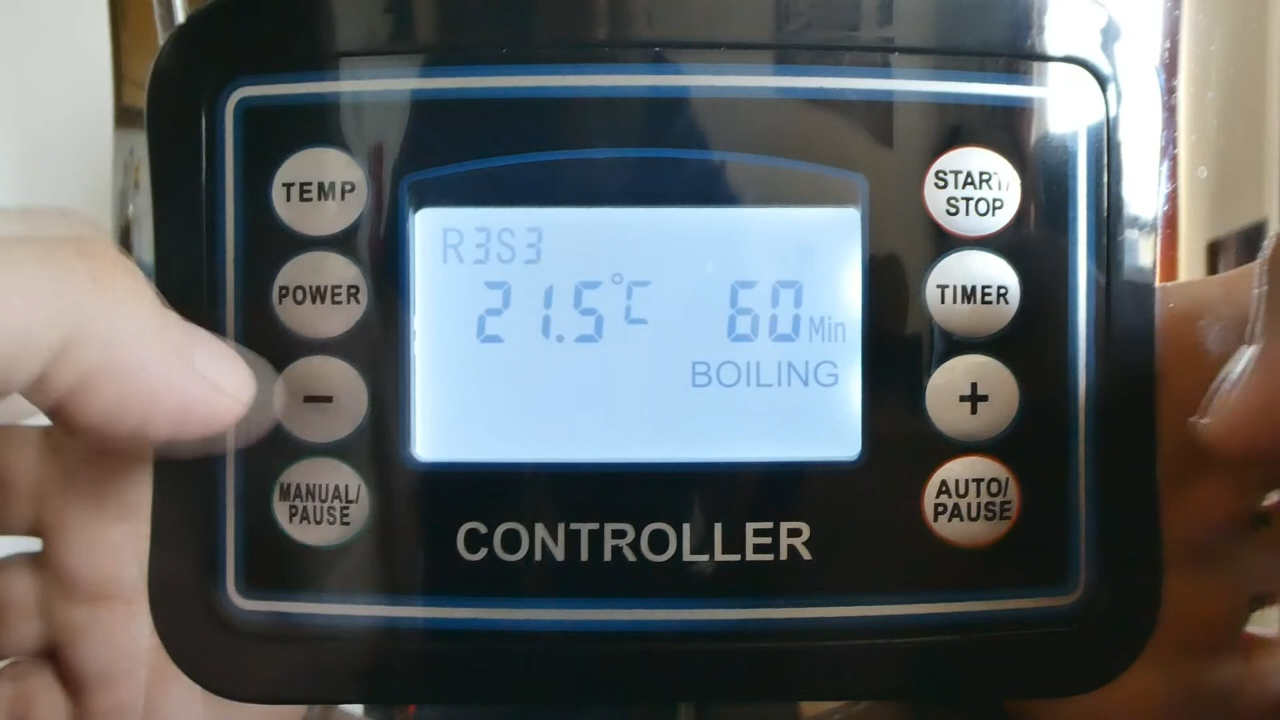 TEMP
POWER
−
MANUAL/
PAUSE
R3S3
21.5°C 60Min
BOILING
CONTROLLER
START/
STOP
TIMER
+
AUTO/
PAUSE